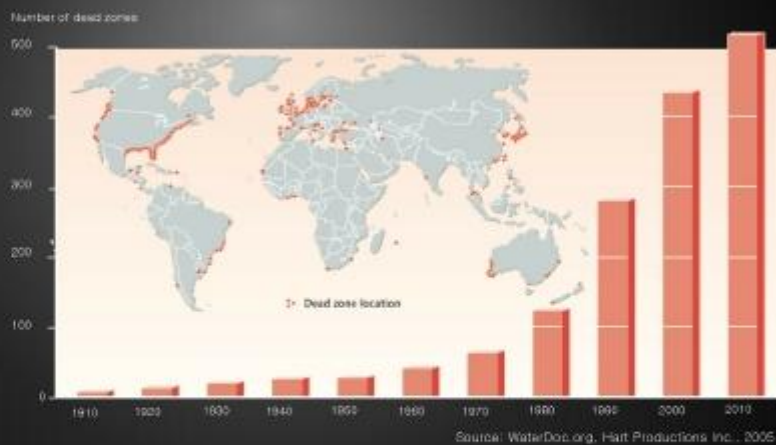 Number of dead zones
500
400
300
200
100
0
Dead zone location
1910 1920 1930 1940 1950 1960 1970 1980 1990 2000 2010
Source: WaterDoc.org, Hart Productions Inc., 2005